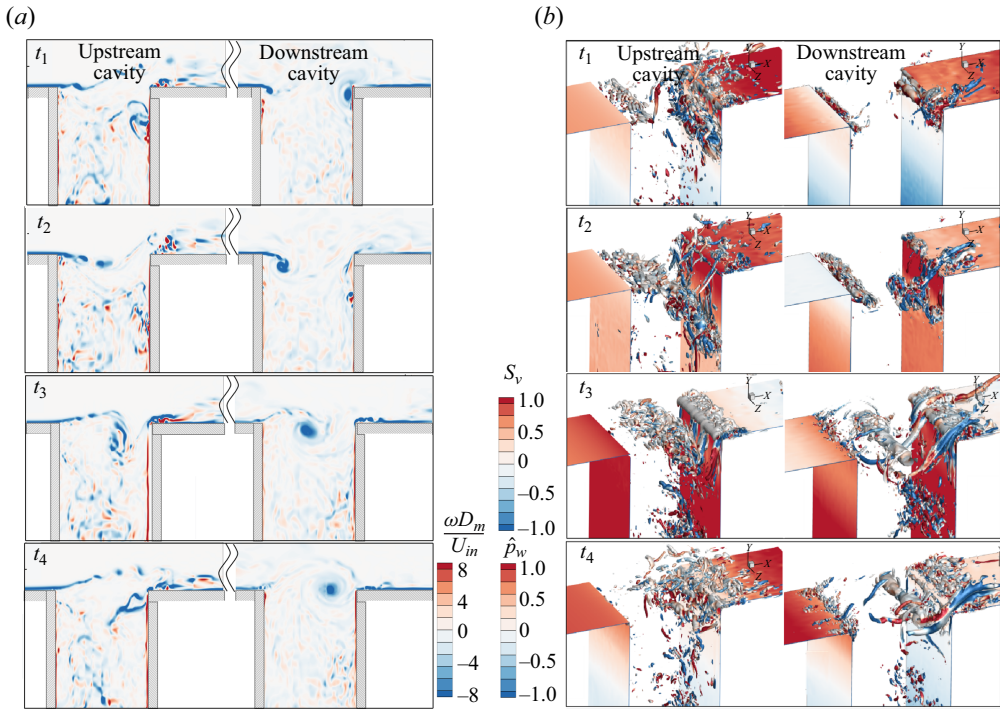 (a)
(b)
t1
Upstream
cavity
Downstream
cavity
t2
t3
t4
t1
Upstream
cavity
Downstream
cavity
Y
X
Z
Y
X
Z
t2
Y
X
Z
Y
X
Z
t3
Y
X
Z
Y
X
Z
t4
Y
X
Z
Y
X
Z
Sv
1.0
0.5
0
–0.5
–1.0
ωDm
Uin
8
4
0
–4
–8
p̂w
1.0
0.5
0
–0.5
–1.0